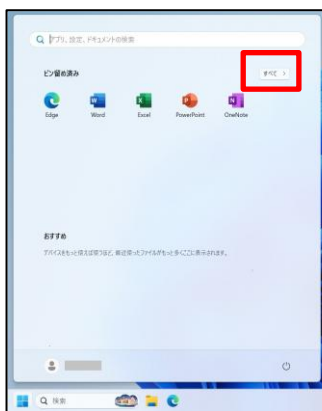 アプリ、設定、ドキュメントの検索
ピン留め済み
すべて >
Edge Word Excel PowerPoint OneNote
おすすめ
デバイスをもっと使えば使うほど、最近使ったファイルがもっと多くここに表示されます。
検索